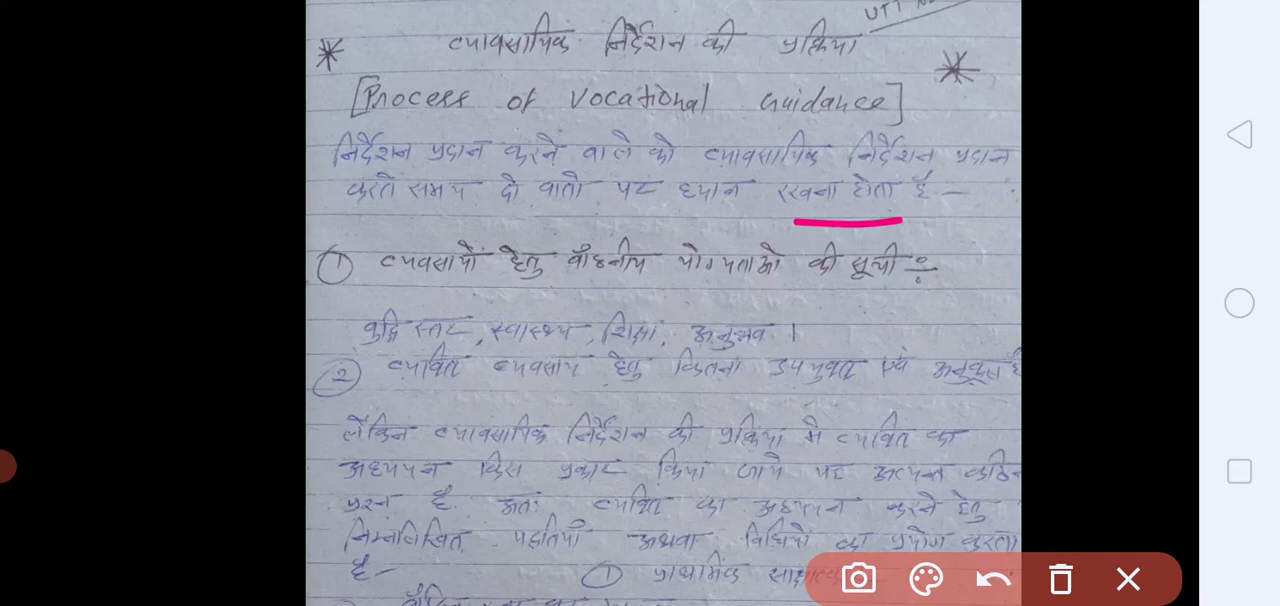 व्यावसायिक निर्देशन की प्रक्रिया
[Process of Vocational Guidance]
निर्देशन प्रदान करने वाले को व्यावसायिक निर्देशन प्रदान
करते समय दो बातो पर ध्यान रखना होता है -
① व्यवसायों हेतु वाँछनीय योग्यताओ की सूची ÷
बुद्धि स्तर, स्वास्थ्य, शिक्षा, अनुभव ।
② व्यक्ति व्यवसाय हेतु कितना उपयुक्त एवं अनुकूल है
लेकिन व्यावसायिक निर्देशन की प्रक्रिया मे व्यक्ति का
अध्ययन किस प्रकार किया जाये यह अत्यन्त कठिन
प्रश्न है अतः व्यक्ति का अध्ययन करने हेतु
निम्नलिखित पद्दतियाँ अथवा विधियों का प्रयोग करता
है - ① प्राथमिक